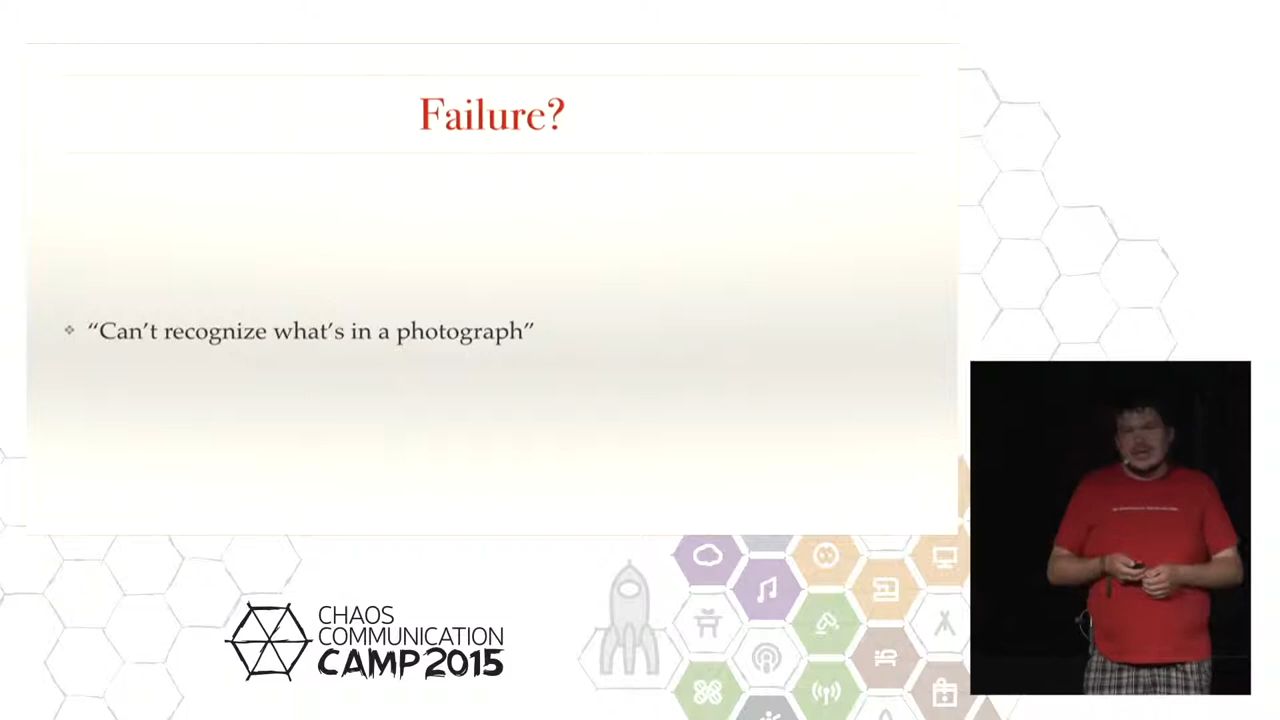 Failure?
“Can’t recognize what’s in a photograph”
CHAOS
COMMUNICATION
CAMP 2015